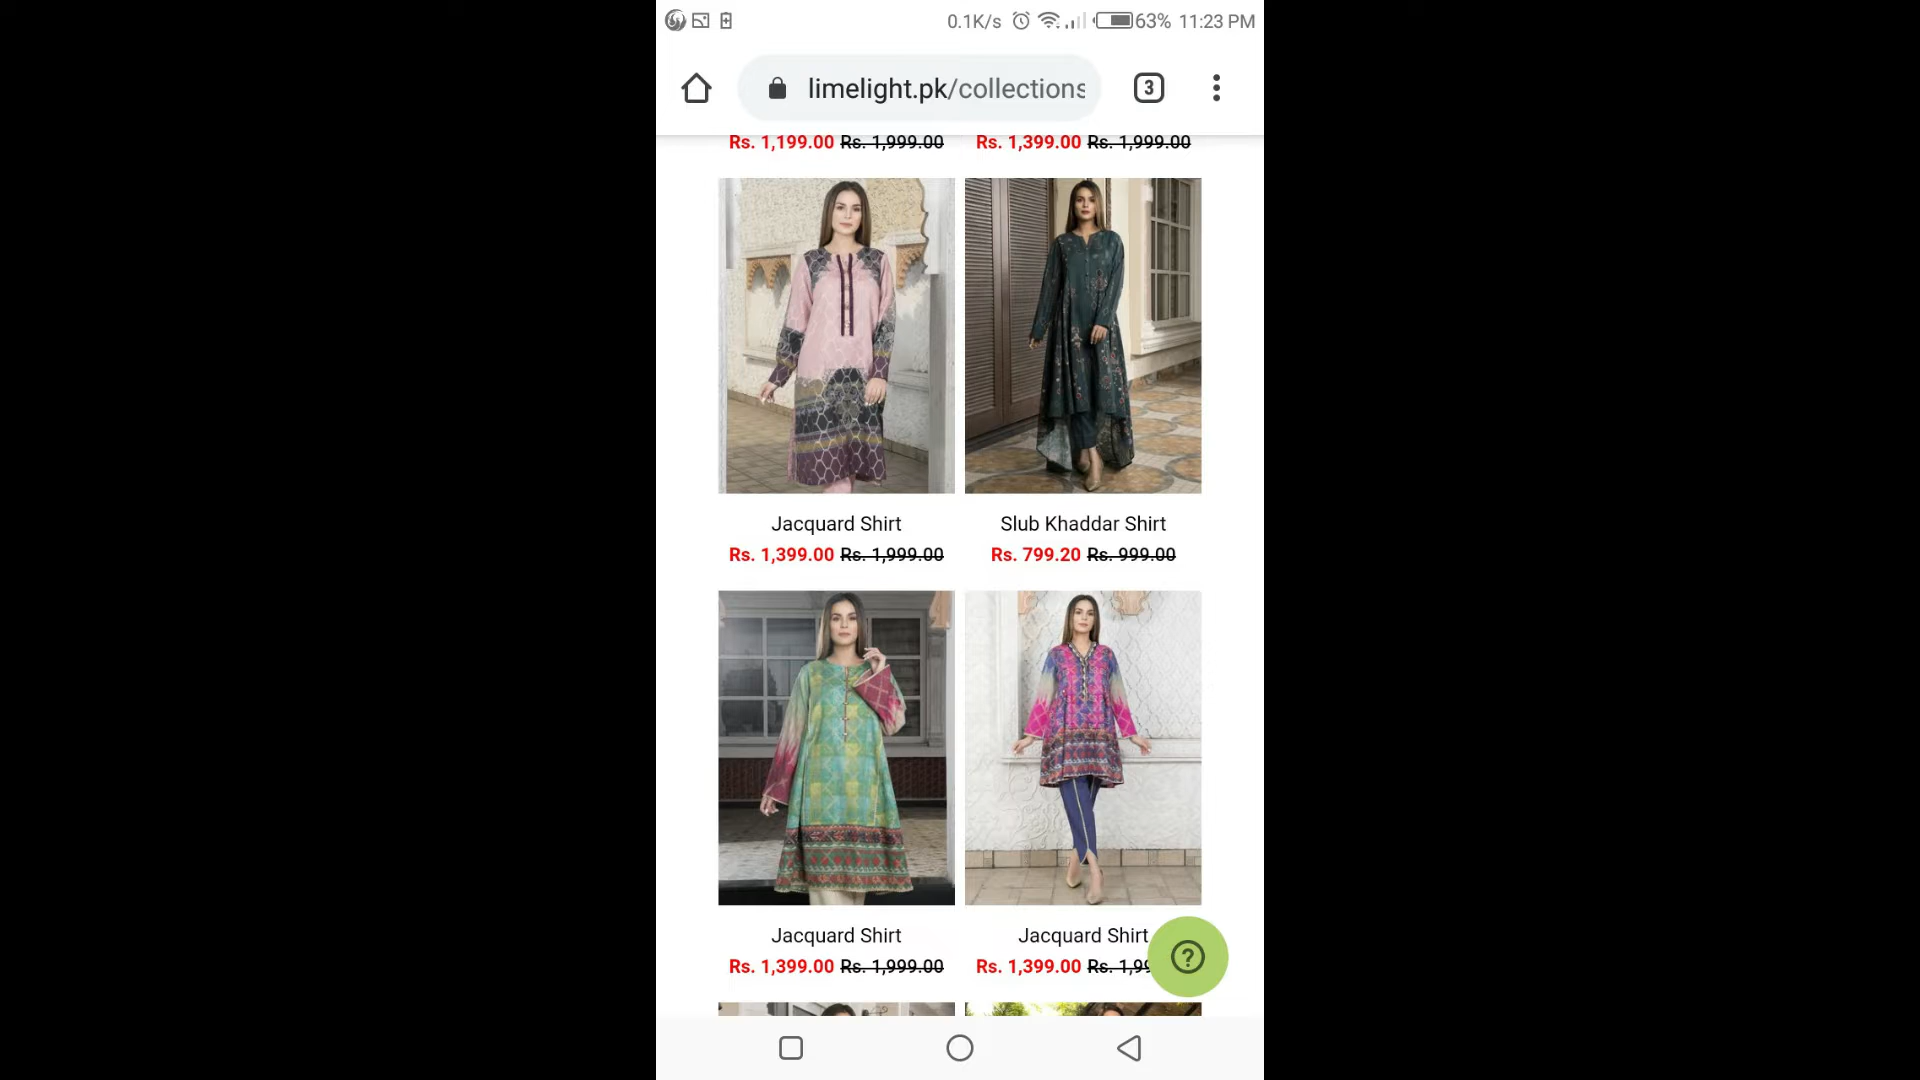 0.1K/s 63% 11:23 PM
limelight.pk/collections
3
Rs. 1,199.00 Rs. 1,999.00 Rs. 1,399.00 Rs. 1,999.00
Jacquard Shirt Slub Khaddar Shirt
Rs. 1,399.00 Rs. 1,999.00 Rs. 799.20 Rs. 999.00
Jacquard Shirt Jacquard Shirt
Rs. 1,399.00 Rs. 1,999.00 Rs. 1,399.00 Rs. 1,99
?